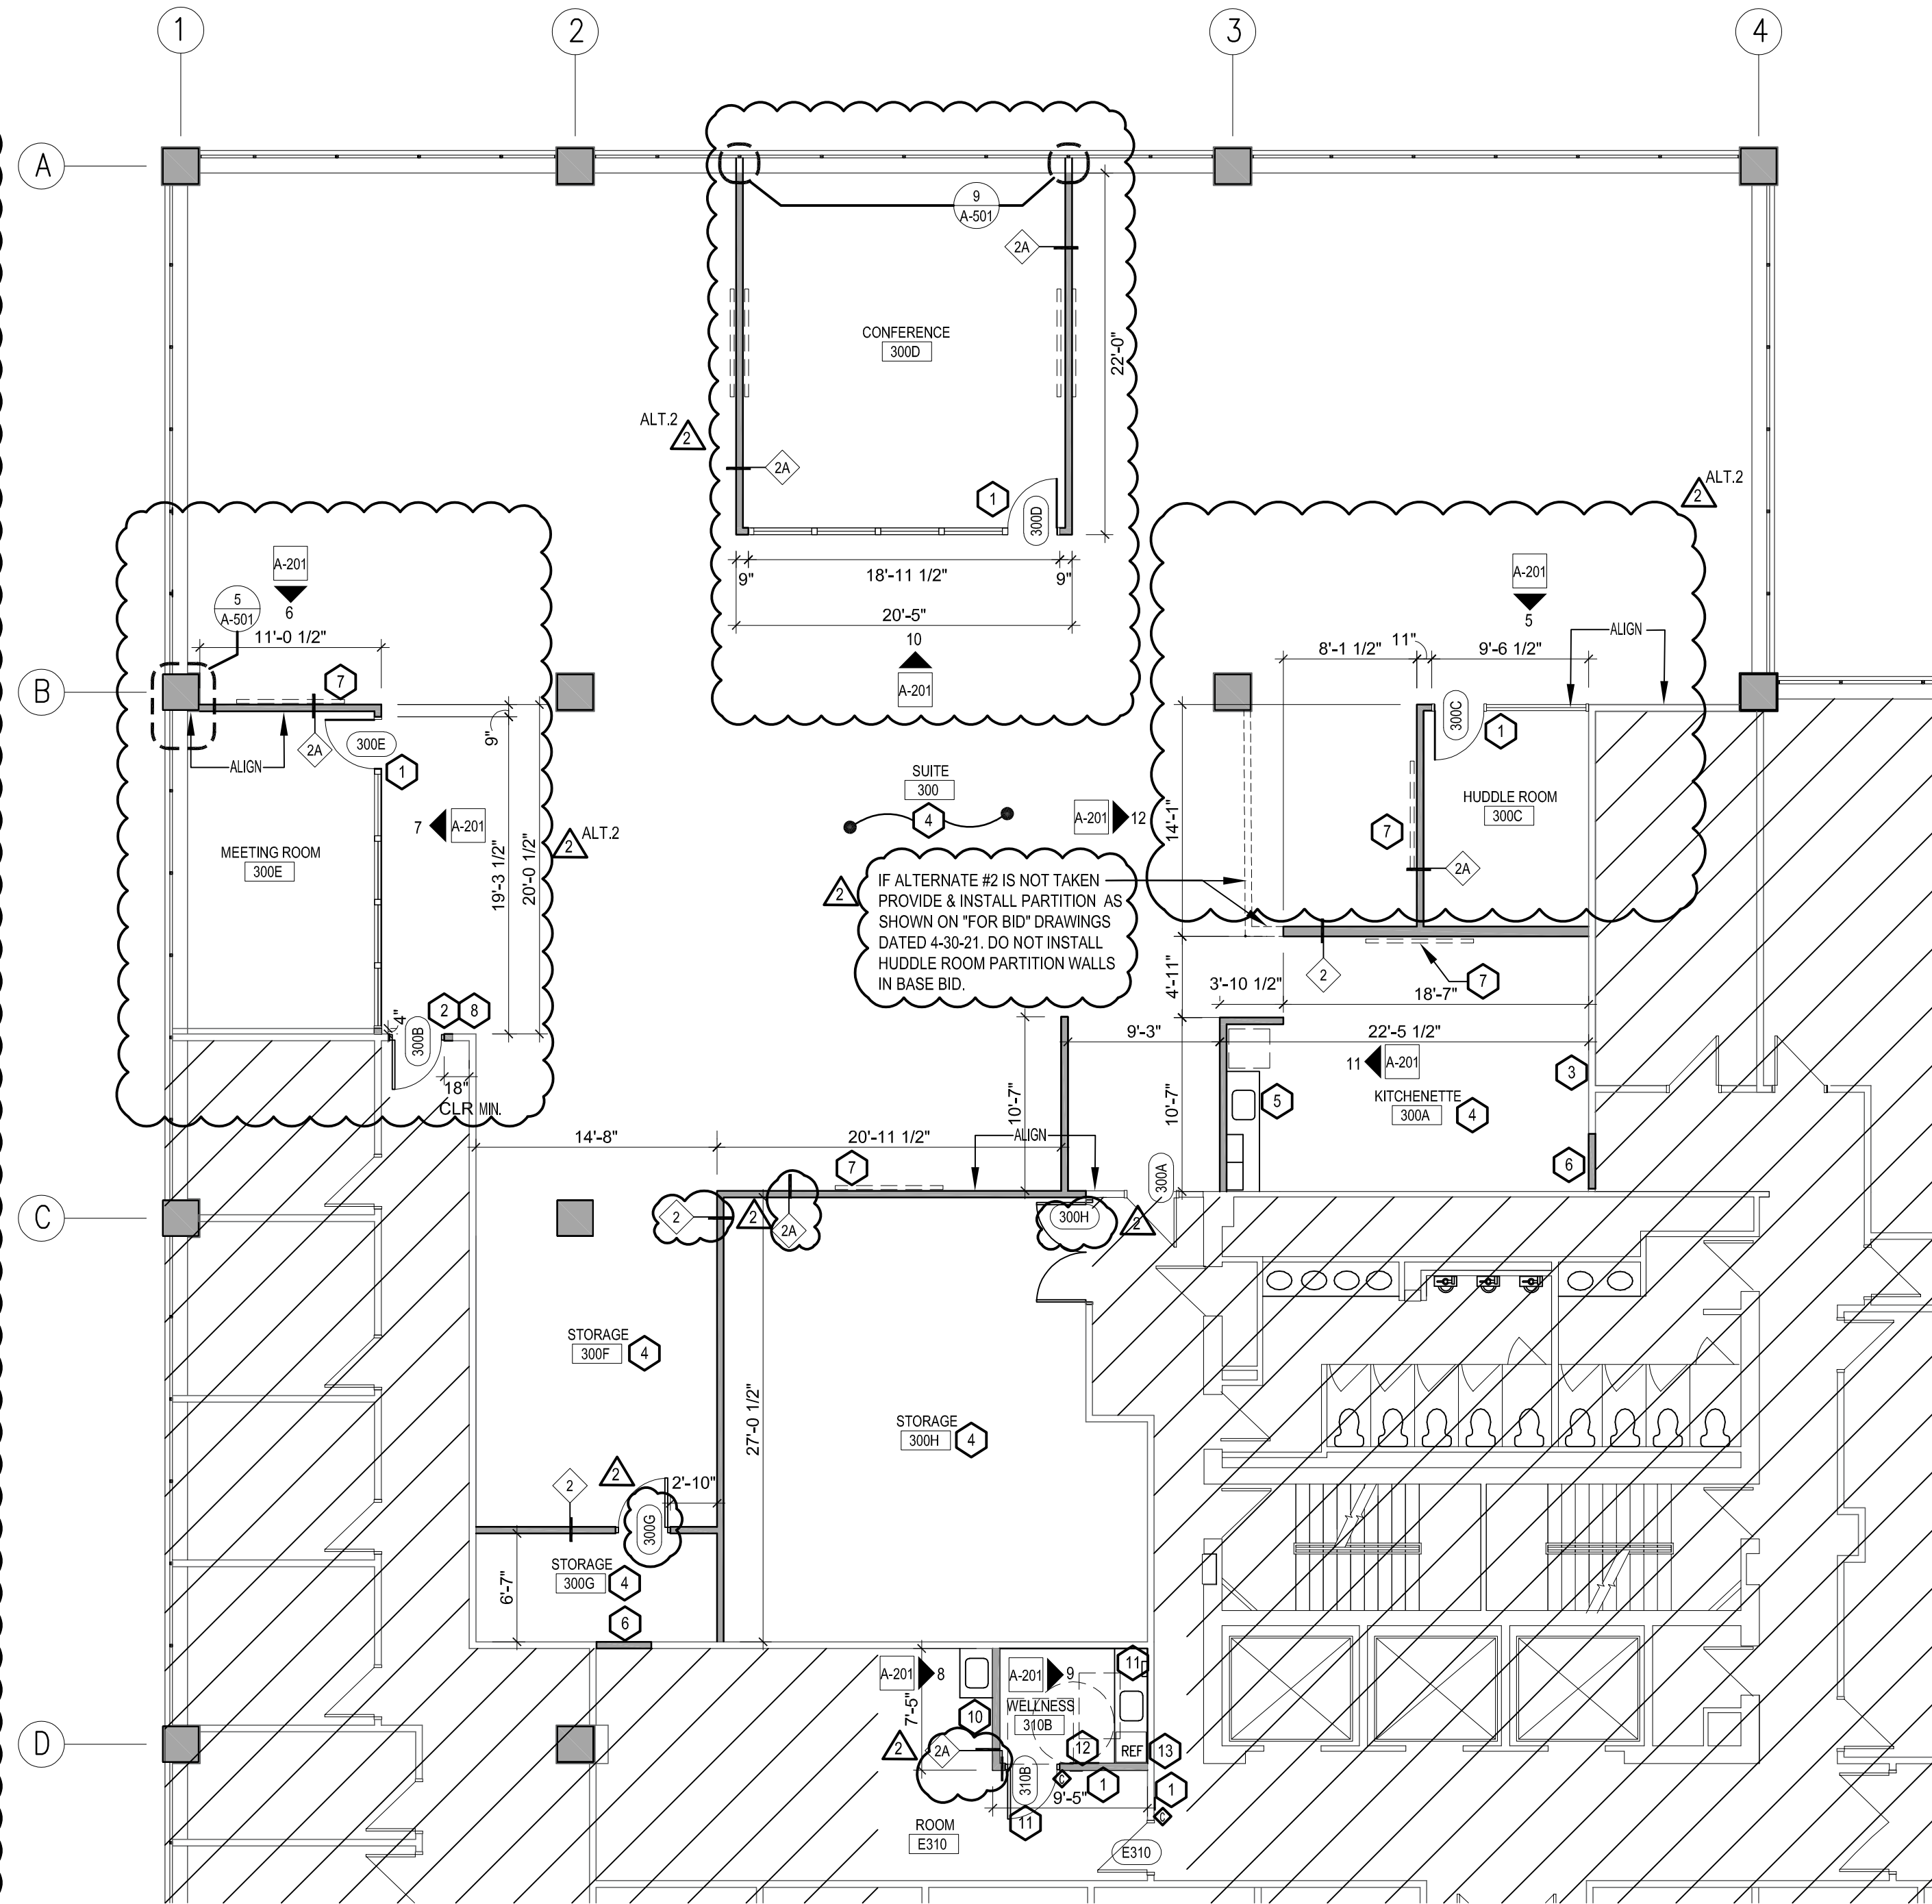 1
2
3
4
A
9
A-501
2A
CONFERENCE
300D
22'-0"
ALT.2
2
2A
1
300D
9"
18'-11 1/2"
9"
20'-5"
10
A-201
ALT.2
2
A-201
6
5
A-501
11'-0 1/2"
B
7
2A
ALIGN
300E
1
9"
7
A-201
MEETING ROOM
300E
19'-3 1/2"
20'-0 1/2"
2
ALT.2
2
8
4"
300B
18"
CLR MIN.
A-201
5
ALIGN
8'-1 1/2"
11"
9'-6 1/2"
300C
1
HUDDLE ROOM
300C
7
2A
14'-1"
SUITE
300
4
A-201
12
2
IF ALTERNATE #2 IS NOT TAKEN
PROVIDE & INSTALL PARTITION AS
SHOWN ON "FOR BID" DRAWINGS
DATED 4-30-21. DO NOT INSTALL
HUDDLE ROOM PARTITION WALLS
IN BASE BID.
2
7
4'-11"
3'-10 1/2"
18'-7"
9'-3"
22'-5 1/2"
11
A-201
3
KITCHENETTE
300A
4
5
6
10'-7"
10'-7"
14'-8"
20'-11 1/2"
ALIGN
7
300A
C
2
2
2A
300H
2
STORAGE
300F
4
27'-0 1/2"
STORAGE
300H
4
2
2
2'-10"
300G
STORAGE
300G
4
6
6'-7"
A-201
8
A-201
9
11
WELLNESS
310B
7'-5"
10
D
2
2A
12
REF
13
310B
C
1
1
9'-5"
C
11
ROOM
E310
E310